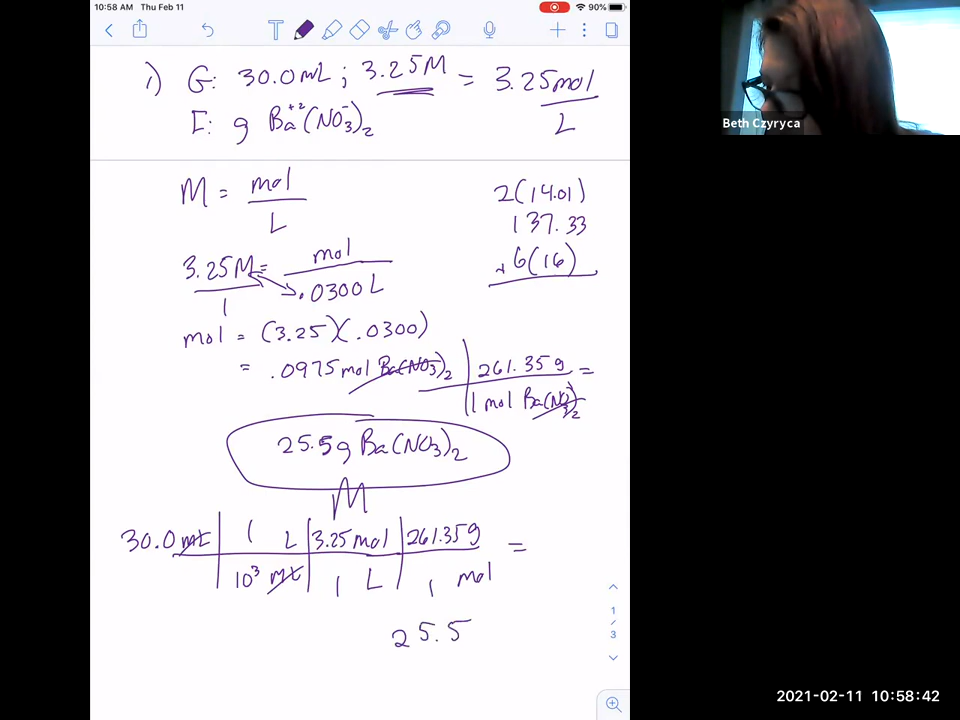 10:58 AM Thu Feb 11
90%
T
1) G: 30.0 mL ; 3.25 M = 3.25 mol / L
Σ: g Ba⁺²(NO₃⁻)₂
Beth Czyryca
M = mol / L
2(14.01)
137.33
+ 6(16)
3.25 M / 1 = mol / .0300 L
mol = (3.25)(.0300)
= .0975 mol Ba(NO₃)₂ | 261.35 g / 1 mol Ba(NO₃)₂ =
25.5 g Ba(NO₃)₂
M
30.0 mL | 1 L | 3.25 mol | 261.35 g =
10³ mL | 1 L | 1 mol
25.5
1
/
3
2021-02-11 10:58:42